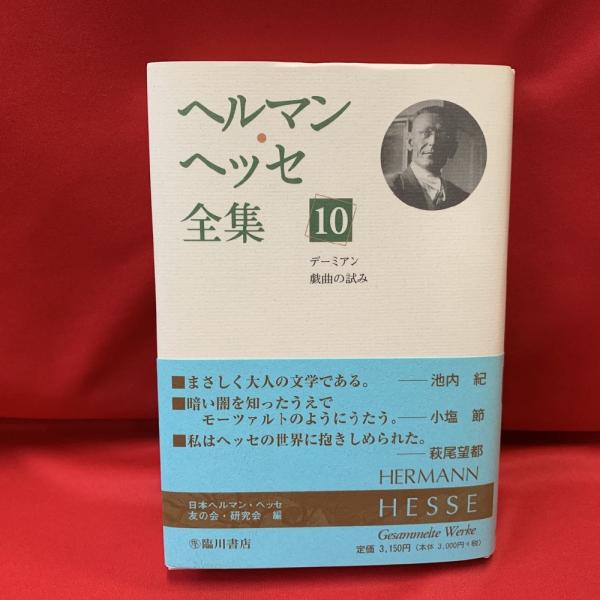 ヘルマン・
ヘッセ
全集 10
デーミアン
戯曲の試み
■まさしく大人の文学である。——池内 紀
■暗い闇を知ったうえで
モーツァルトのようにうたう。——小塩 節
■私はヘッセの世界に抱きしめられた。
——萩尾望都
HERMANN
HESSE
Gesammelte Werke
日本ヘルマン・ヘッセ
友の会・研究会 編
臨川書店
定価 3,150円(本体 3,000円+税)